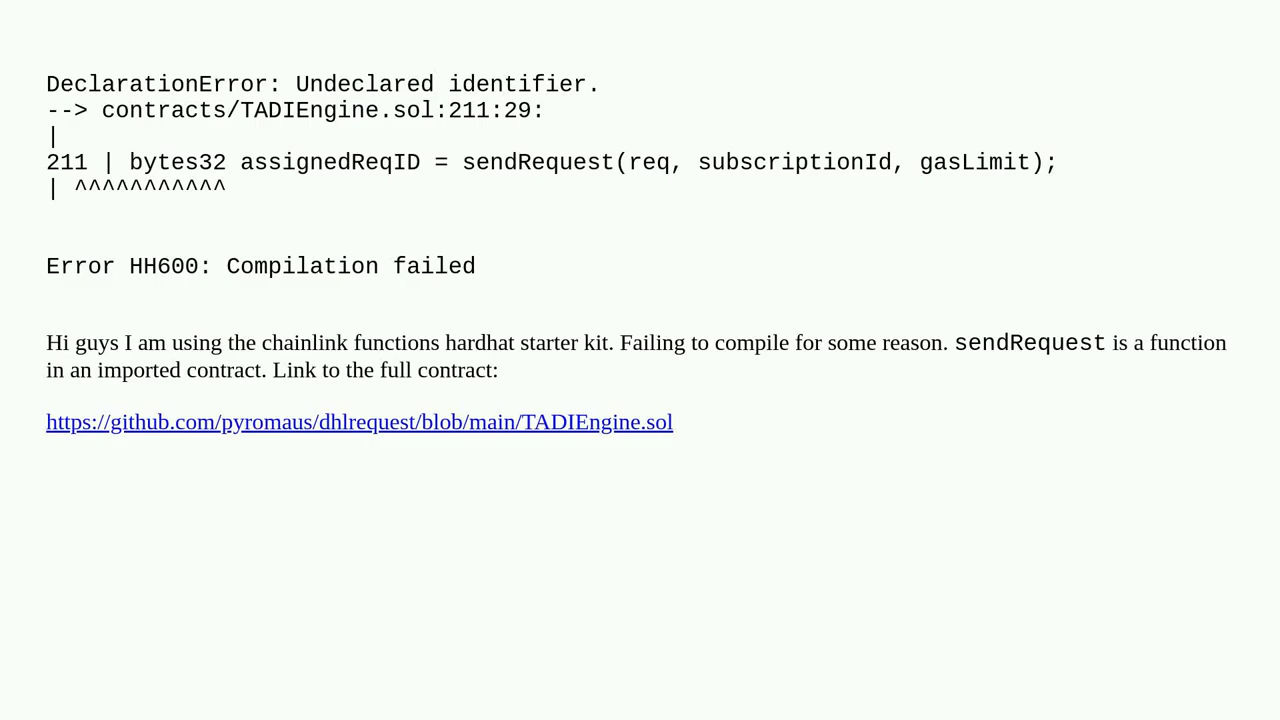 DeclarationError: Undeclared identifier.
--> contracts/TADIEngine.sol:211:29:
|
211 | bytes32 assignedReqID = sendRequest(req, subscriptionId, gasLimit);
| ^^^^^^^^^^^
Error HH600: Compilation failed
Hi guys I am using the chainlink functions hardhat starter kit. Failing to compile for some reason. sendRequest is a function
in an imported contract. Link to the full contract:
https://github.com/pyromaus/dhlrequest/blob/main/TADIEngine.sol